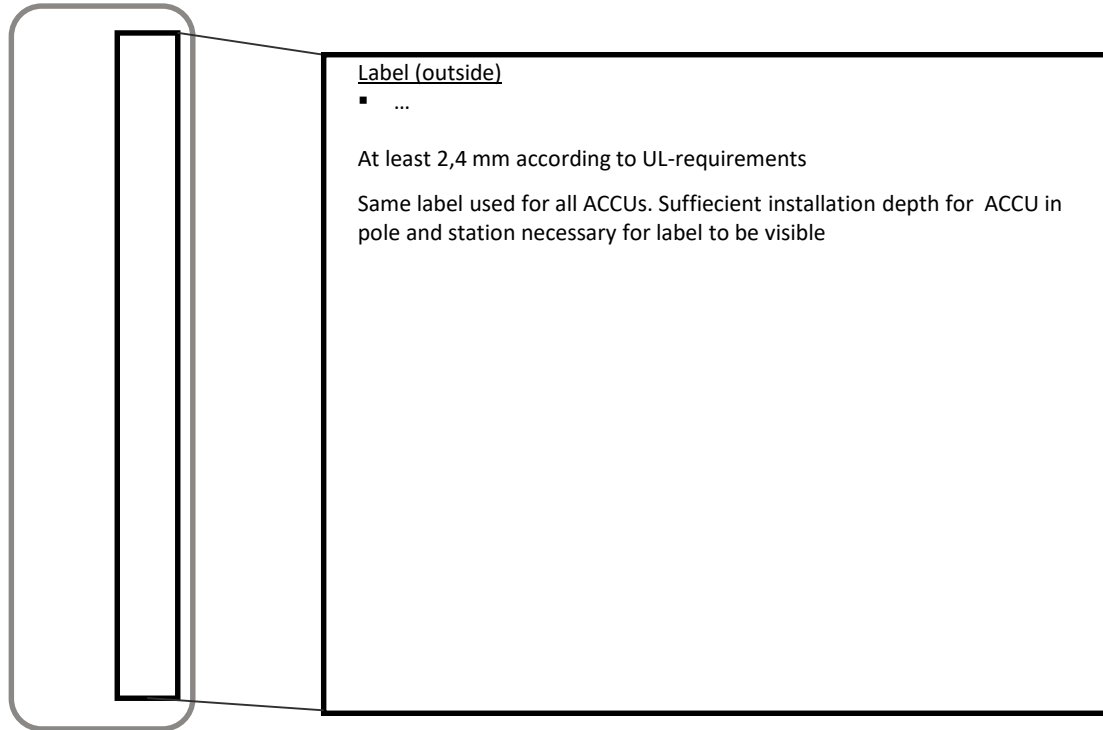 Label (outside)
▪ …
At least 2,4 mm according to UL-requirements
Same label used for all ACCUs. Suffiecient installation depth for  ACCU in
pole and station necessary for label to be visible